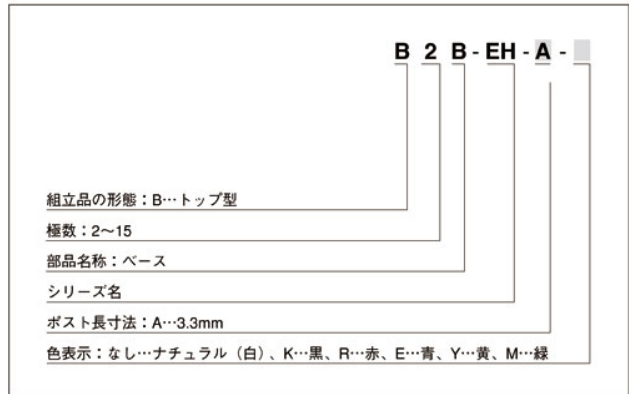 B 2 B - EH - A -
組立品の形態：B…トップ型
極数：2〜15
部品名称：ベース
シリーズ名
ポスト長寸法：A…3.3mm
色表示：なし…ナチュラル（白）、K…黒、R…赤、E…青、Y…黄、M…緑